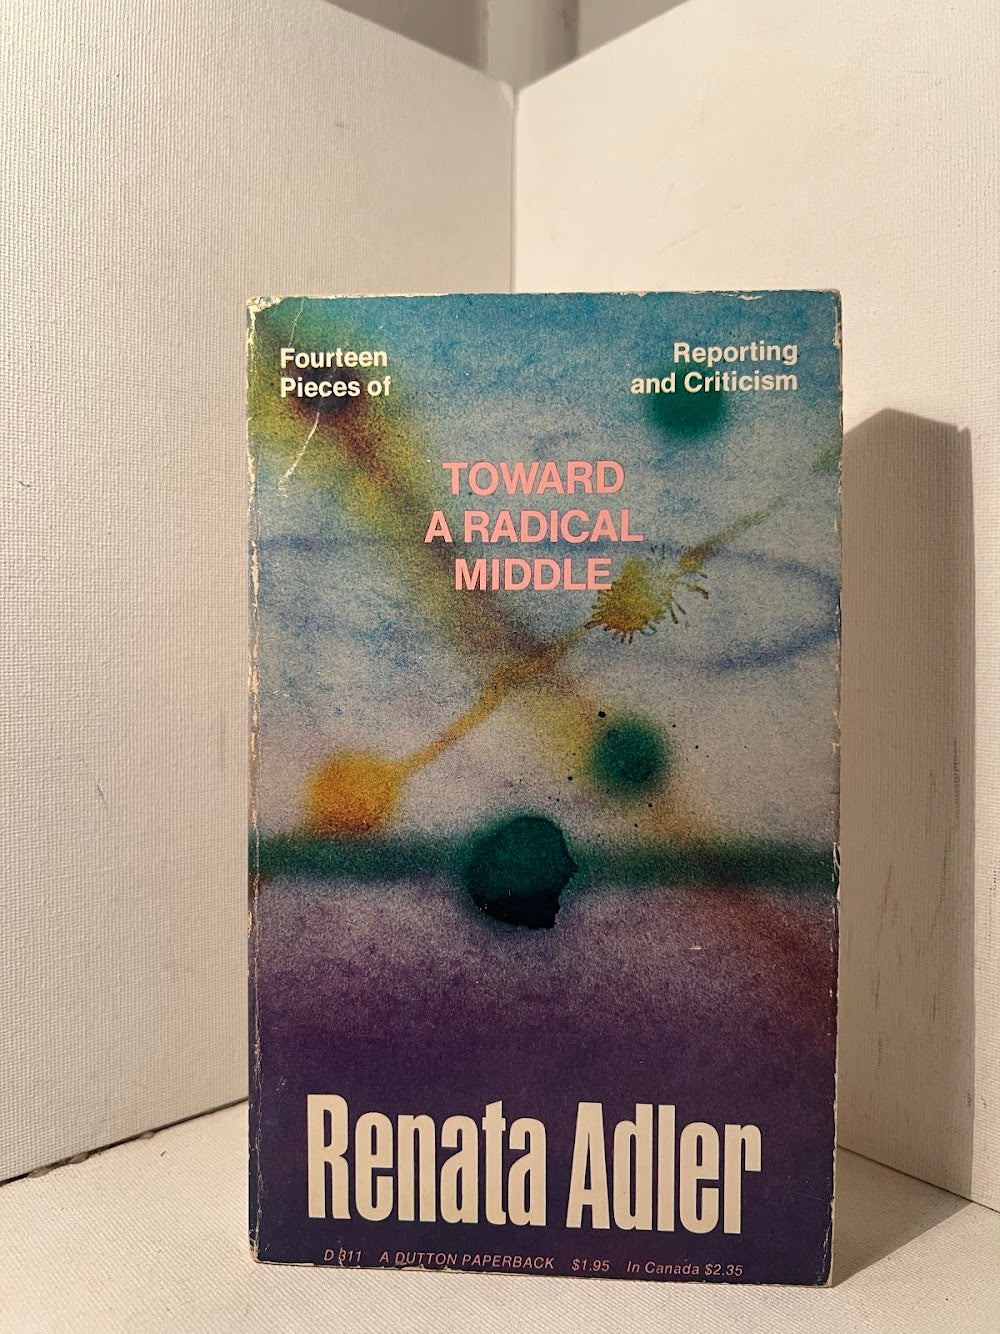 Fourteen
Pieces of
Reporting
and Criticism
TOWARD
A RADICAL
MIDDLE
Renata Adler
D 311 A DUTTON PAPERBACK $1.95 In Canada $2.35